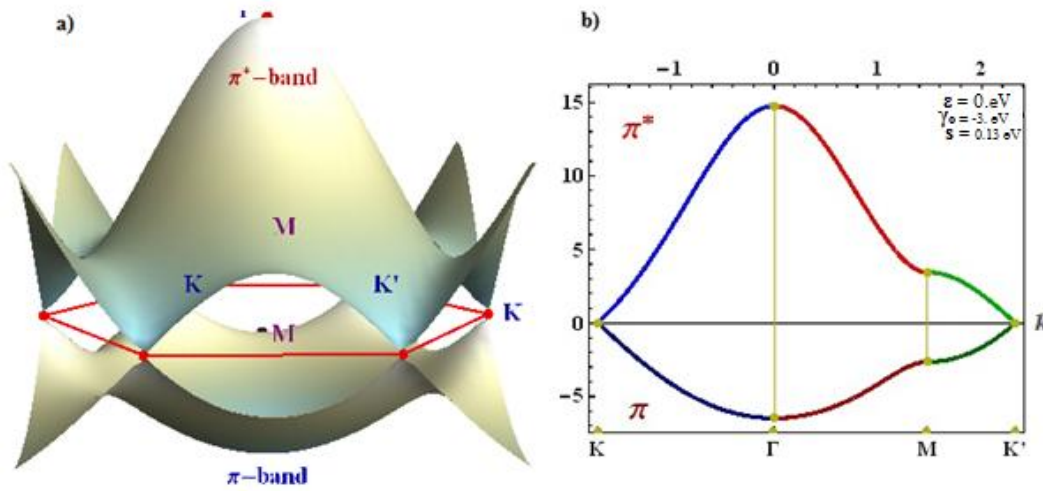 a)
π*-band
M
K
K'
K
M
π-band
b)
-1
0
1
2
15
10
5
0
-5
π*
π
ε = 0.eV
γ₀ = -3. eV
s = 0.13 eV
K
Γ
M
K'